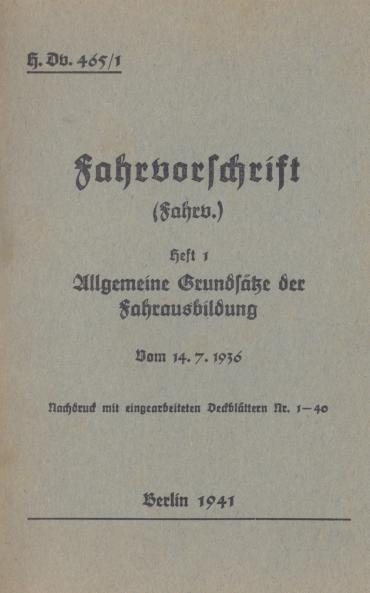 H. Dv. 465/1
Fahrvorschrift
(Fahrv.)
Heft 1
Allgemeine Grundsätze der
Fahrausbildung
Vom 14. 7. 1936
Nachdruck mit eingearbeiteten Deckblättern Nr. 1—40
Berlin 1941